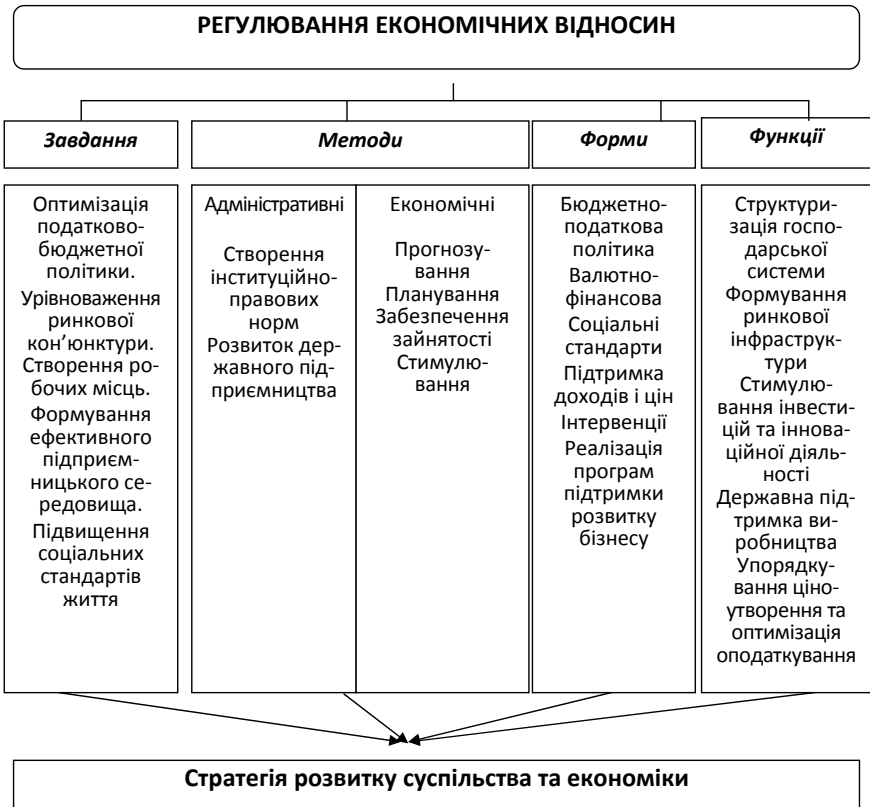 РЕГУЛЮВАННЯ ЕКОНОМІЧНИХ ВІДНОСИН
Завдання
Методи
Форми
Функції
Оптимізація
податково-
бюджетної
політики.
Урівноваження
ринкової
кон’юнктури.
Створення ро-
бочих місць.
Формування
ефективного
підприєм-
ницького се-
редовища.
Підвищення
соціальних
стандартів
життя
Адміністративні
Створення
інституційно-
правових
норм
Розвиток дер-
жавного під-
приємництва
Економічні
Прогнозу-
вання
Планування
Забезпечення
зайнятості
Стимулю-
вання
Бюджетно-
податкова
політика
Валютно-
фінансова
Соціальні
стандарти
Підтримка
доходів і цін
Інтервенції
Реалізація
програм
підтримки
розвитку
бізнесу
Структури-
зація госпо-
дарської
системи
Формування
ринкової
інфраструк-
тури
Стимулю-
вання інвести-
цій та іннова-
ційної діяль-
ності
Державна під-
тримка ви-
робництва
Упорядку-
вання ціно-
утворення та
оптимізація
оподаткування
Стратегія розвитку суспільства та економіки